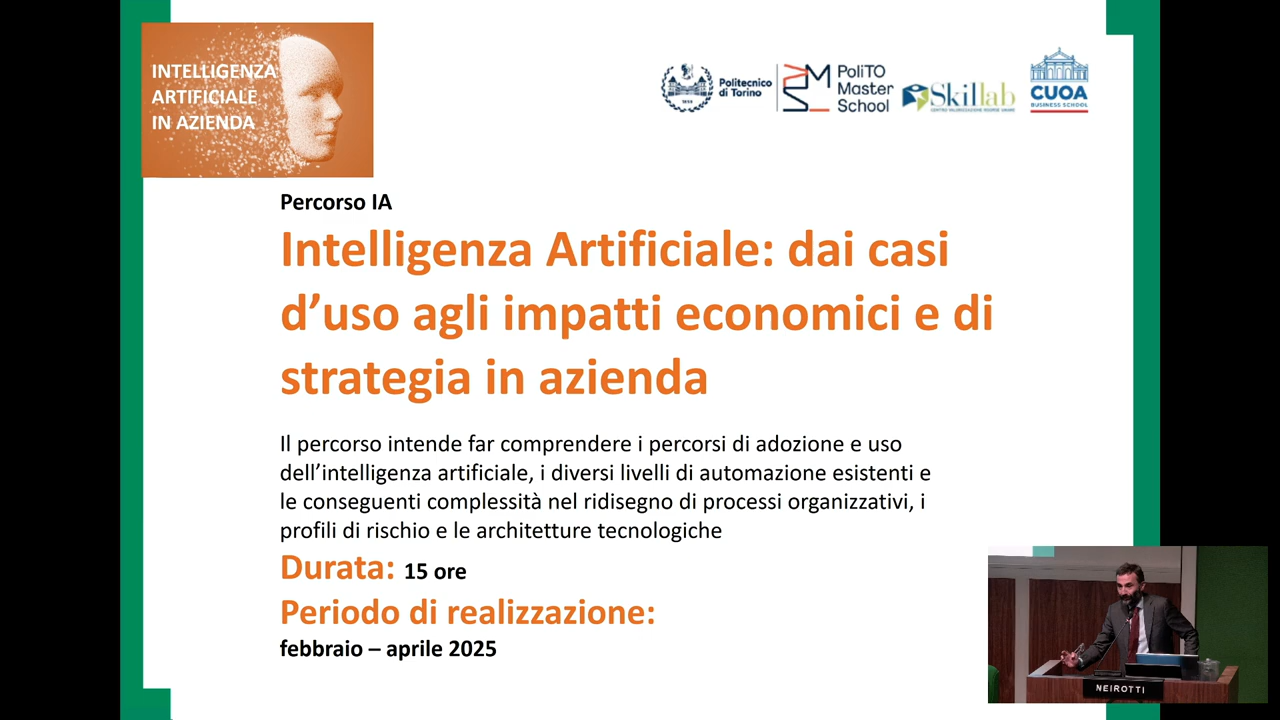 INTELLIGENZA
ARTIFICIALE
IN AZIENDA
Politecnico
di Torino
PoliTO
Master
School
Skillab
CUOA
BUSINESS SCHOOL
Percorso IA
Intelligenza Artificiale: dai casi
d’uso agli impatti economici e di
strategia in azienda
Il percorso intende far comprendere i percorsi di adozione e uso
dell’intelligenza artificiale, i diversi livelli di automazione esistenti e
le conseguenti complessità nel ridisegno di processi organizzativi, i
profili di rischio e le architetture tecnologiche
Durata: 15 ore
Periodo di realizzazione:
febbraio – aprile 2025
NEIROTTI